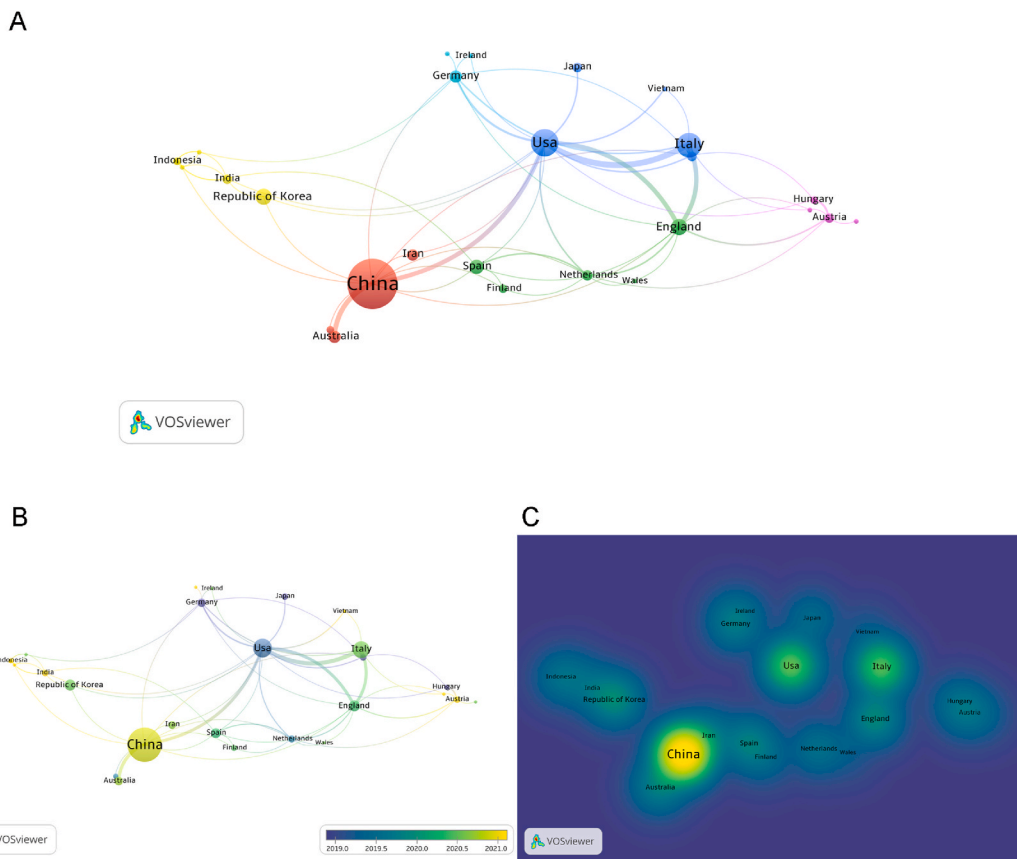 A
Ireland
Germany
Japan
Vietnam
Usa
Italy
Indonesia
India
Republic of Korea
Hungary
Austria
England
Iran
Spain
China
Netherlands
Wales
Finland
Australia
VOSviewer
B
Ireland
Germany
Japan
Vietnam
Usa
Italy
ndonesia
India
Republic of Korea
Hungary
Austria
England
Iran
Spain
China
Netherlands
Wales
Finland
Australia
VOSviewer
2019.0 2019.5 2020.0 2020.5 2021.0
C
Ireland
Japan
Germany
Vietnam
Usa
Italy
Indonesia
India
Republic of Korea
Hungary
Austria
England
Iran
China
Spain
Netherlands
Wales
Finland
Australia
VOSviewer